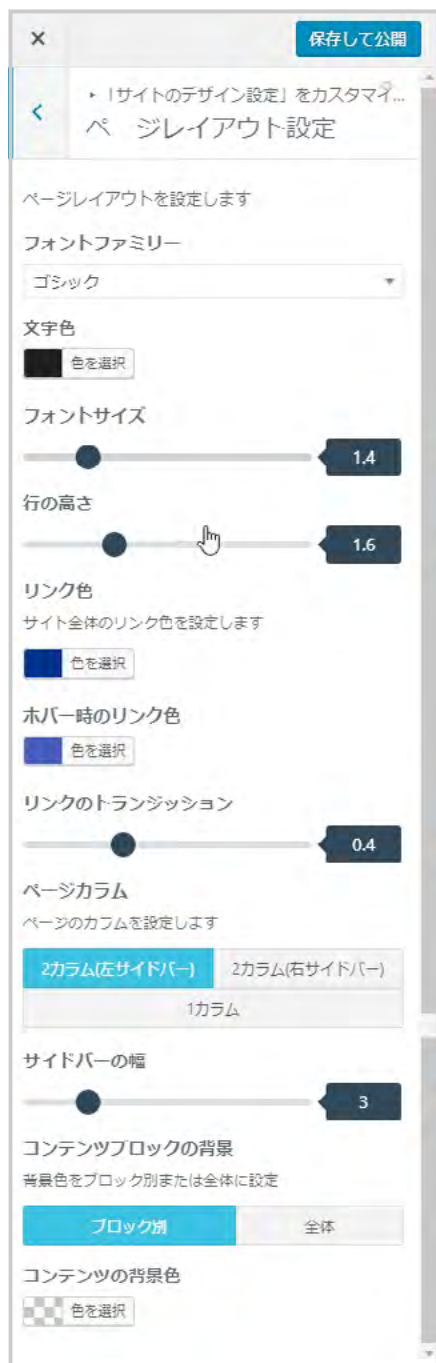 ×
保存して公開
‣ 「サイトのデザイン設定」をカスタマイ...
ペ ジレイアウト設定
ページレイアウトを設定します
フォントファミリー
ゴシック
文字色
色を選択
フォントサイズ
1.4
行の高さ
1.6
リンク色
サイト全体のリンク色を設定します
色を選択
ホバー時のリンク色
色を選択
リンクのトランジッション
0.4
ページカラム
ページのカラムを設定します
2カラム(左サイドバー) 2カラム(右サイドバー)
1カラム
サイドバーの幅
3
コンテンツブロックの背景
背景色をブロック別または全体に設定
ブロック別 全体
コンテンツの背景色
色を選択